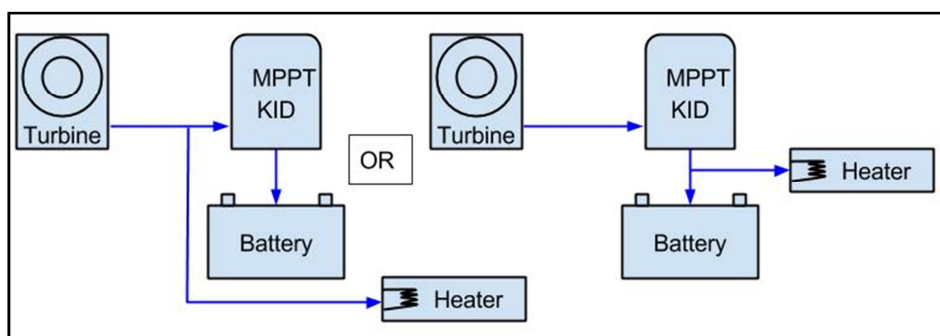 Turbine
MPPT
KID
Battery
Heater
OR
Turbine
MPPT
KID
Heater
Battery